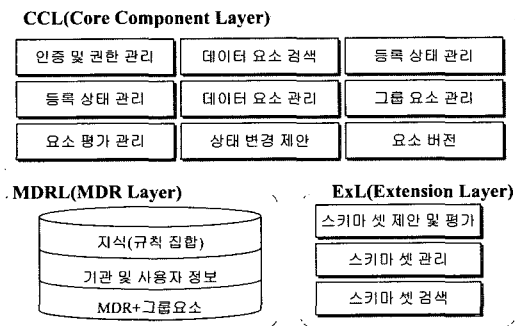 CCL(Core Component Layer)
인증 및 권한 관리 데이터 요소 검색 등록 상태 관리
등록 상태 관리 데이터 요소 관리 그룹 요소 관리
요소 평가 관리 상태 변경 제안 요소 버전
MDRL(MDR Layer) ExL(Extension Layer)
지식(규칙 집합)
기관 및 사용자 정보
MDR+그룹요소
스키마 셋 제안 및 평가
스키마 셋 관리
스키마 셋 검색